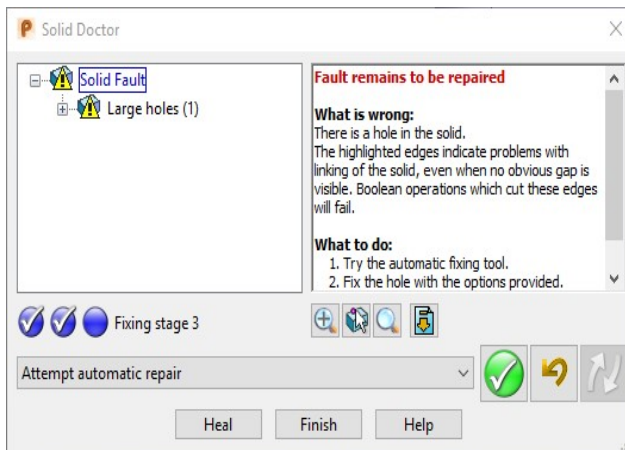 Solid Doctor
Solid Fault
Large holes (1)
Fault remains to be repaired
What is wrong:
There is a hole in the solid.
The highlighted edges indicate problems with
linking of the solid, even when no obvious gap is
visible. Boolean operations which cut these edges
will fail.
What to do:
1. Try the automatic fixing tool.
2. Fix the hole with the options provided.
Fixing stage 3
Attempt automatic repair
Heal
Finish
Help